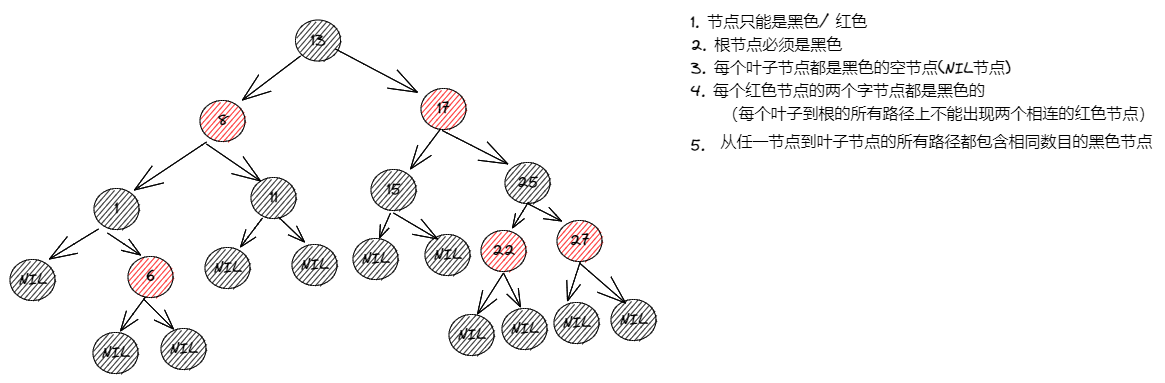 13
8
17
1
11
15
25
NIL
6
NIL
NIL
NIL
NIL
22
27
NIL
NIL
NIL
NIL
NIL
NIL
1. 节点只能是黑色/ 红色
2. 根节点必须是黑色
3. 每个叶子节点都是黑色的空节点(NIL节点)
4. 每个红色节点的两个字节点都是黑色的
（每个叶子到根的所有路径上不能出现两个相连的红色节点）
5. 从任一节点到叶子节点的所有路径都包含相同数目的黑色节点